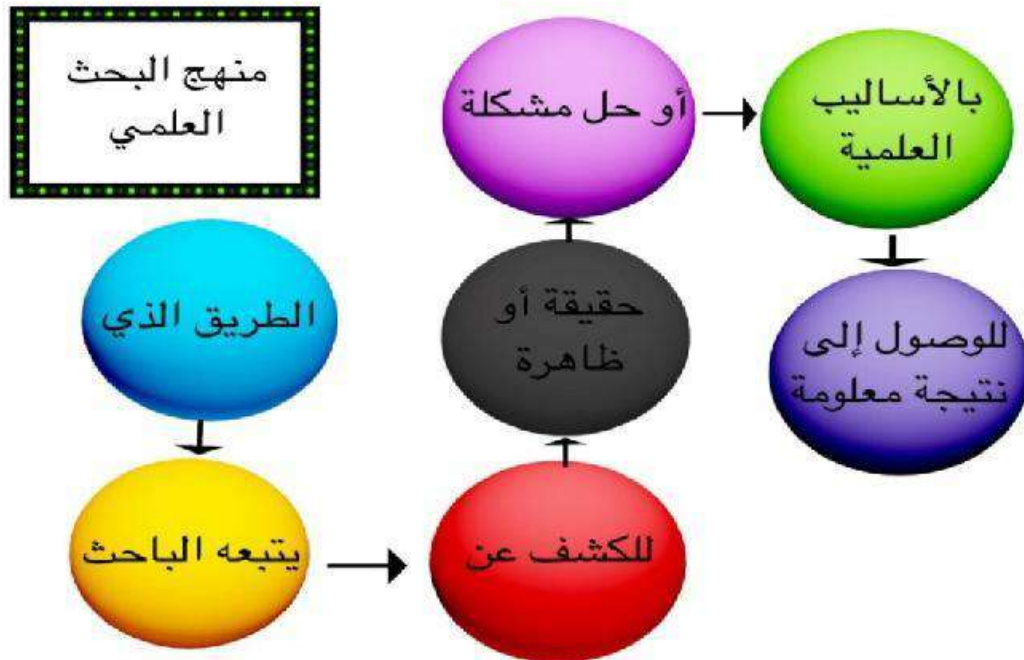 منهج البحث
العلمي
الطريق الذي
يتبعه الباحث
للكشف عن
حقيقة أو
ظاهرة
أو حل مشكلة
بالأساليب
العلمية
للوصول إلى
نتيجة معلومة